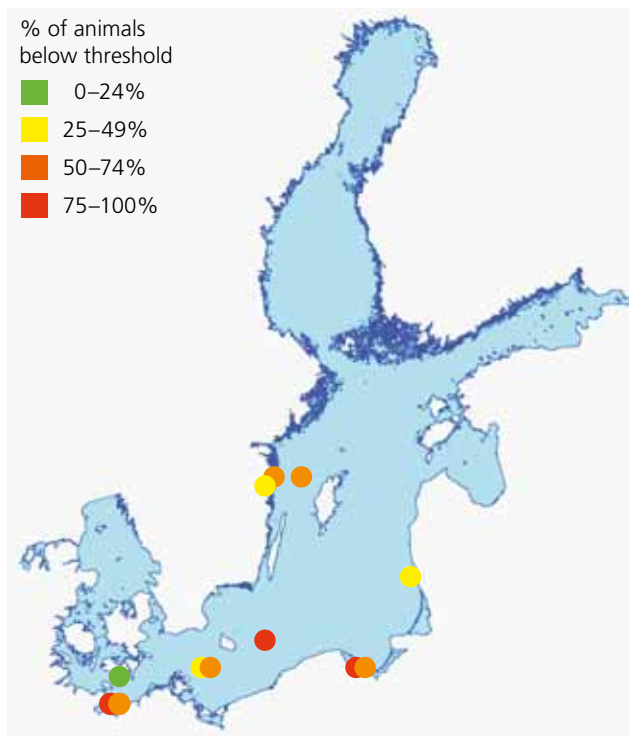 % of animals
below threshold
0–24%
25–49%
50–74%
75–100%